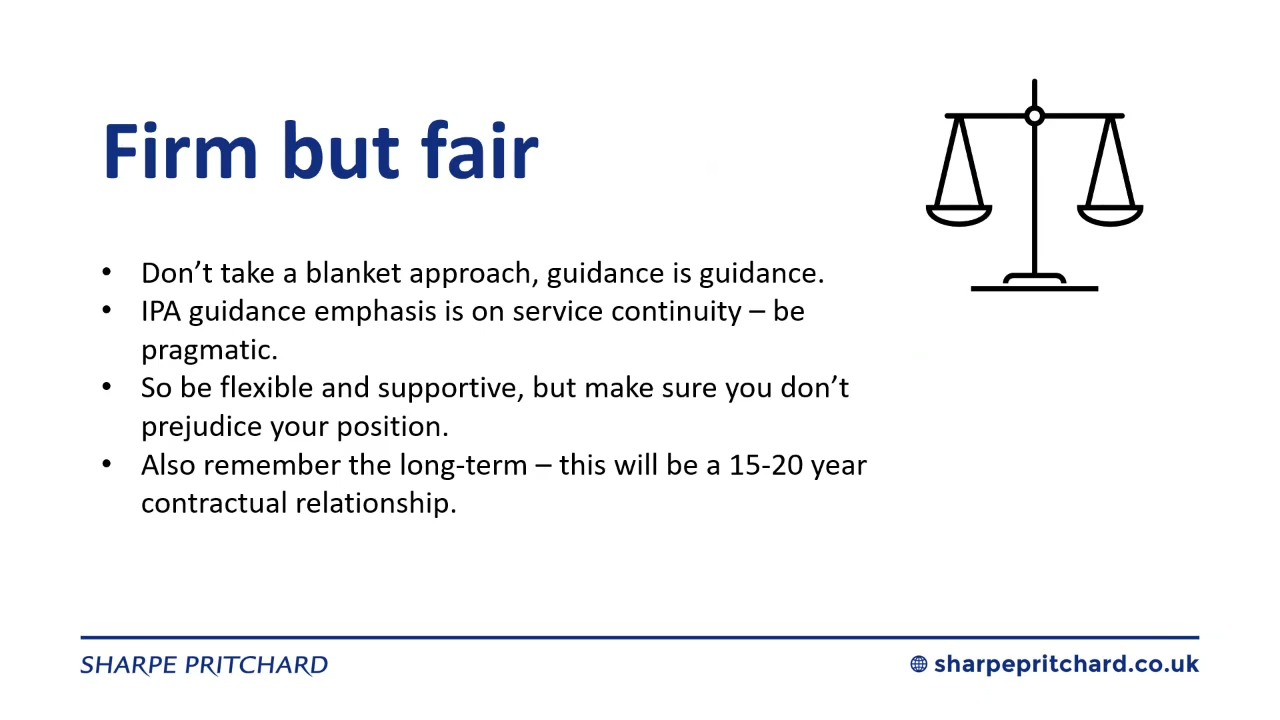 Firm but fair
• Don’t take a blanket approach, guidance is guidance.
• IPA guidance emphasis is on service continuity – be
pragmatic.
• So be flexible and supportive, but make sure you don’t
prejudice your position.
• Also remember the long-term – this will be a 15-20 year
contractual relationship.
SHARPE PRITCHARD
sharpepritchard.co.uk